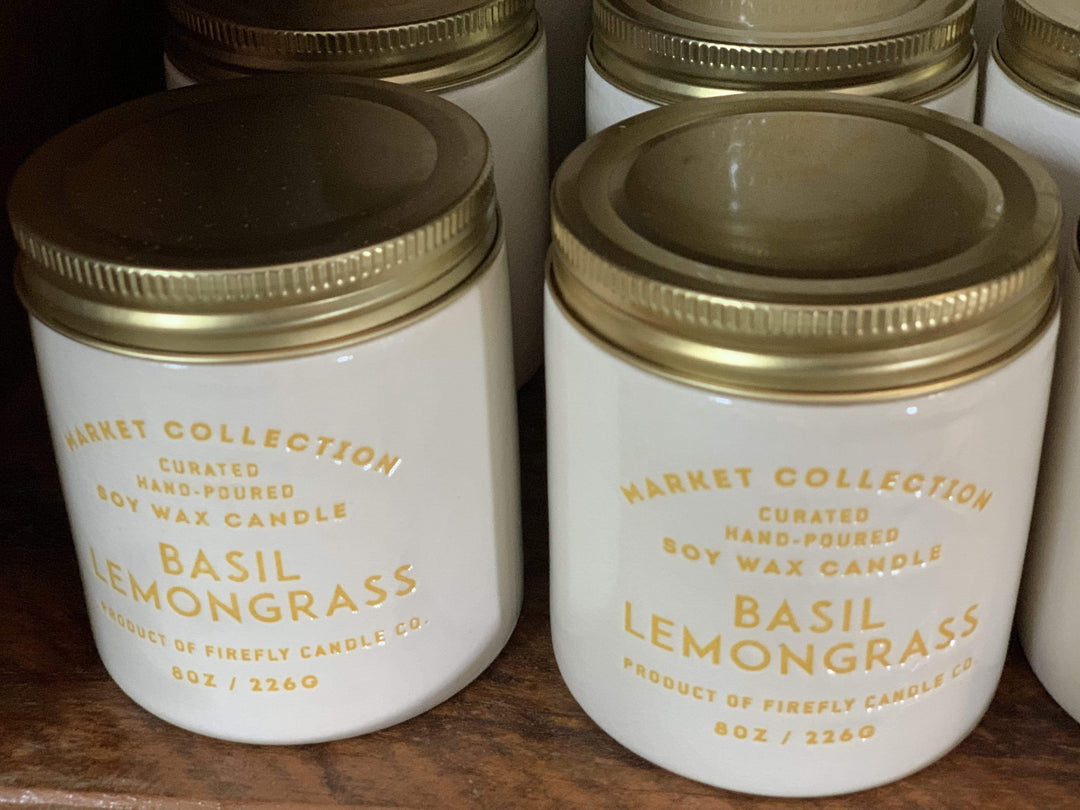 MARKET COLLECTION
CURATED
HAND-POURED
SOY WAX CANDLE
BASIL
LEMONGRASS
PRODUCT OF FIREFLY CANDLE CO.
8OZ / 226G
MARKET COLLECTION
CURATED
HAND-POURED
SOY WAX CANDLE
BASIL
LEMONGRASS
PRODUCT OF FIREFLY CANDLE CO.
8OZ / 226G